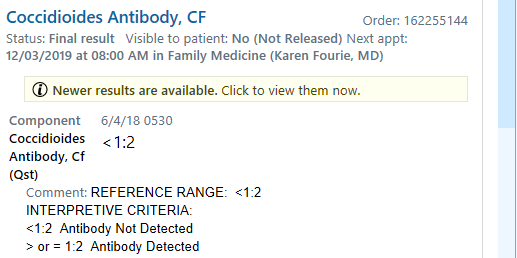 Coccidioides Antibody, CF
Order: 162255144
Status: Final result Visible to patient: No (Not Released) Next appt:
12/03/2019 at 08:00 AM in Family Medicine (Karen Fourie, MD)
Newer results are available. Click to view them now.
Component 6/4/18 0530
Coccidioides
Antibody, Cf
(Qst)
<1:2
Comment: REFERENCE RANGE: <1:2
INTERPRETIVE CRITERIA:
<1:2 Antibody Not Detected
> or = 1:2 Antibody Detected